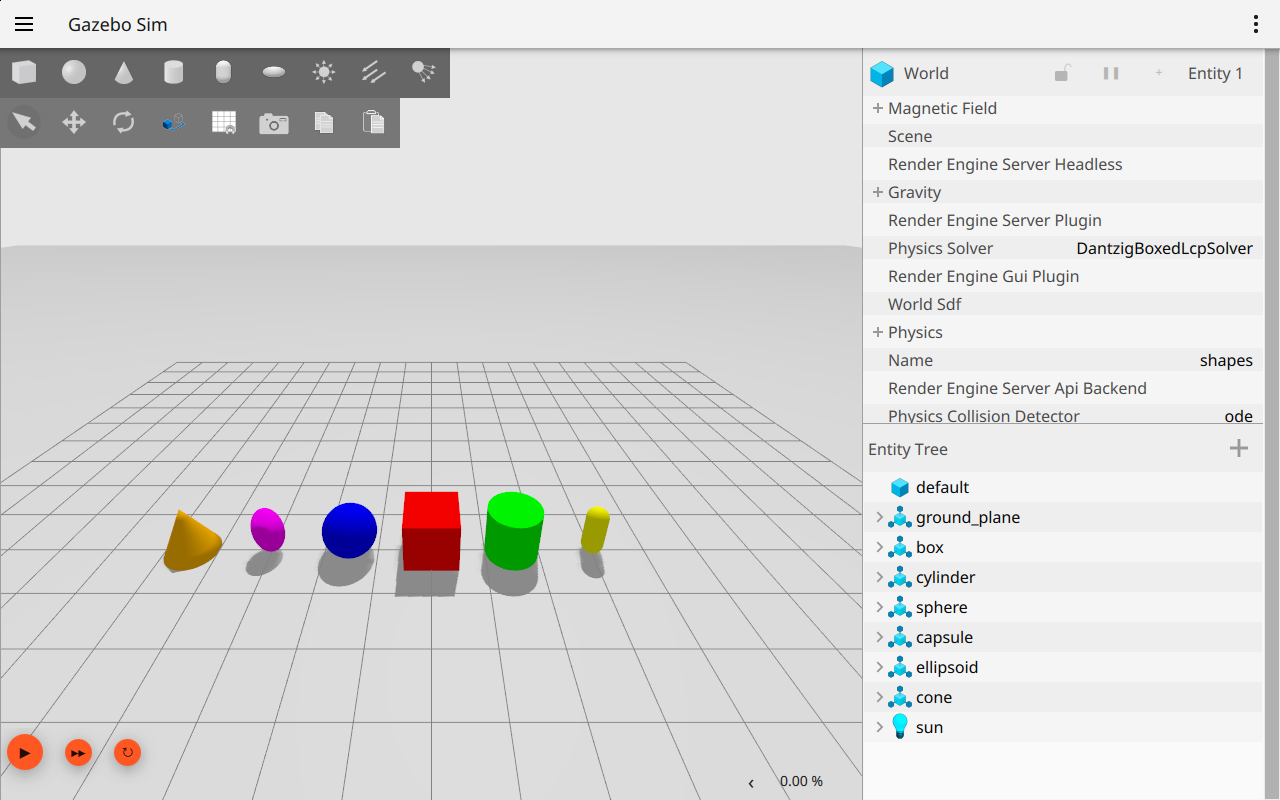 Gazebo Sim
World
Entity 1
Magnetic Field
Scene
Render Engine Server Headless
Gravity
Render Engine Server Plugin
Physics Solver DantzigBoxedLcpSolver
Render Engine Gui Plugin
World Sdf
Physics
Name shapes
Render Engine Server Api Backend
Physics Collision Detector ode
Entity Tree
default
ground_plane
box
cylinder
sphere
capsule
ellipsoid
cone
sun
0.00 %